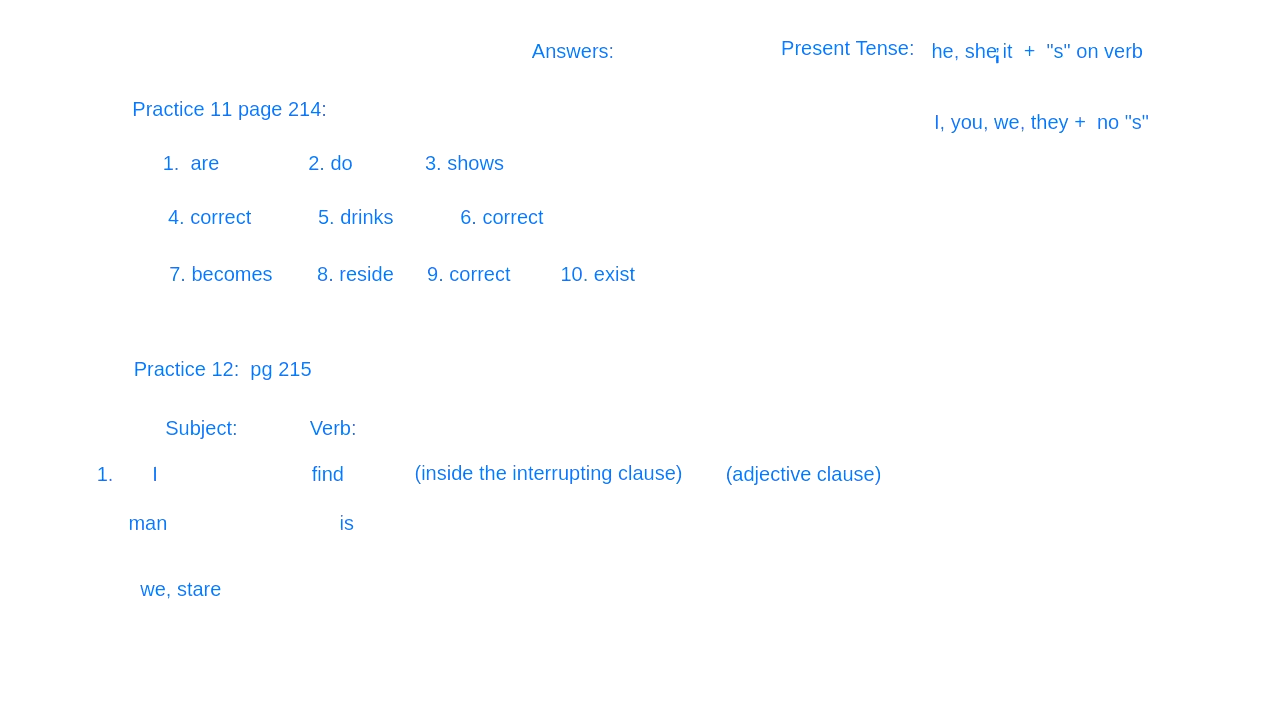 Answers:
Present Tense: he, she, it + "s" on verb
Practice 11 page 214:
I, you, we, they + no "s"
1. are 2. do 3. shows
4. correct 5. drinks 6. correct
7. becomes 8. reside 9. correct 10. exist
Practice 12: pg 215
Subject: Verb:
1. I find (inside the interrupting clause) (adjective clause)
man is
we, stare